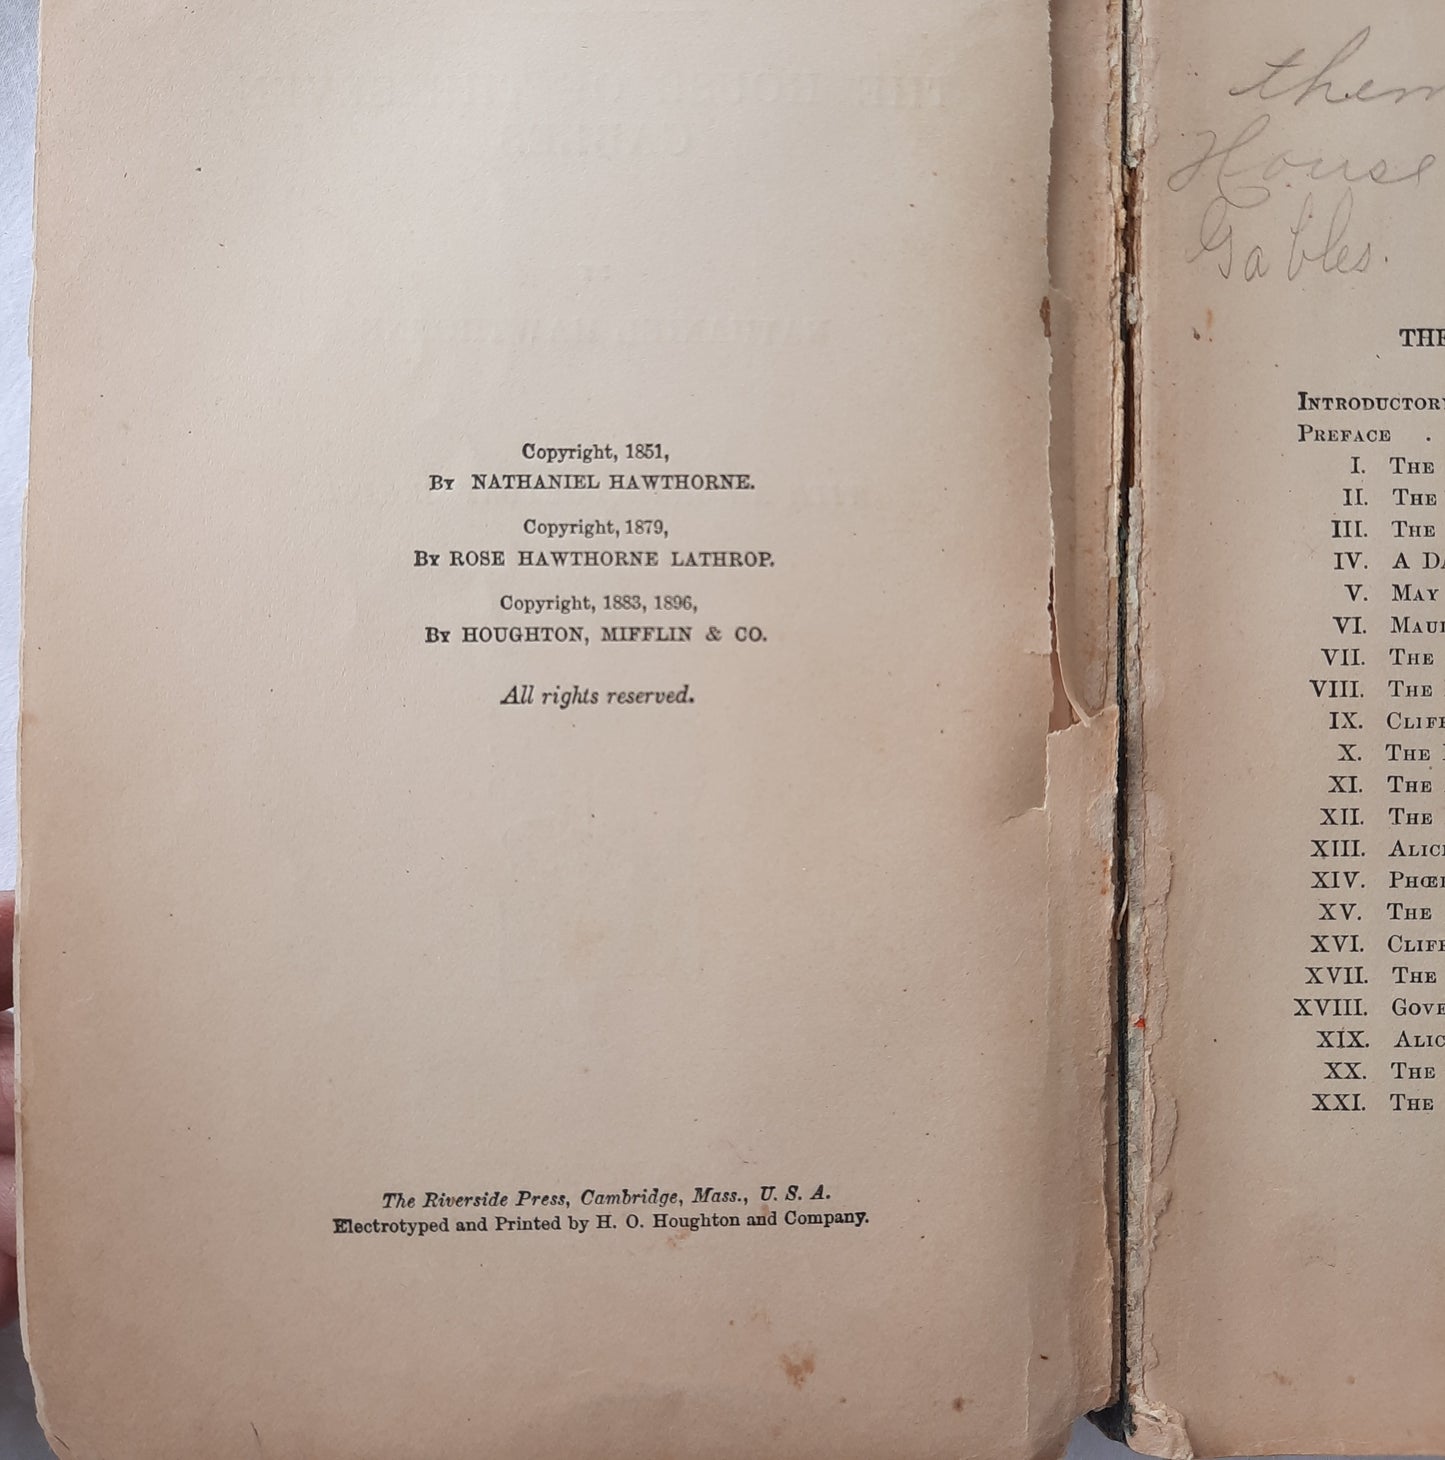 Copyright, 1851,
By NATHANIEL HAWTHORNE.
Copyright, 1879,
By ROSE HAWTHORNE LATHROP.
Copyright, 1883, 1896,
By HOUGHTON, MIFFLIN & CO.
All rights reserved.
The Riverside Press, Cambridge, Mass., U. S. A.
Electrotyped and Printed by H. O. Houghton and Company.
House
Gables.
THE
Preface .
I. The
II. The
III. The
IV. A
V. May
VI.
VII. The
VIII. The
IX.
X. The
XI. The
XII. The
XIII.
XIV.
XV. The
XVI.
XVII. The
XVIII.
XIX.
XX. The
XXI. The